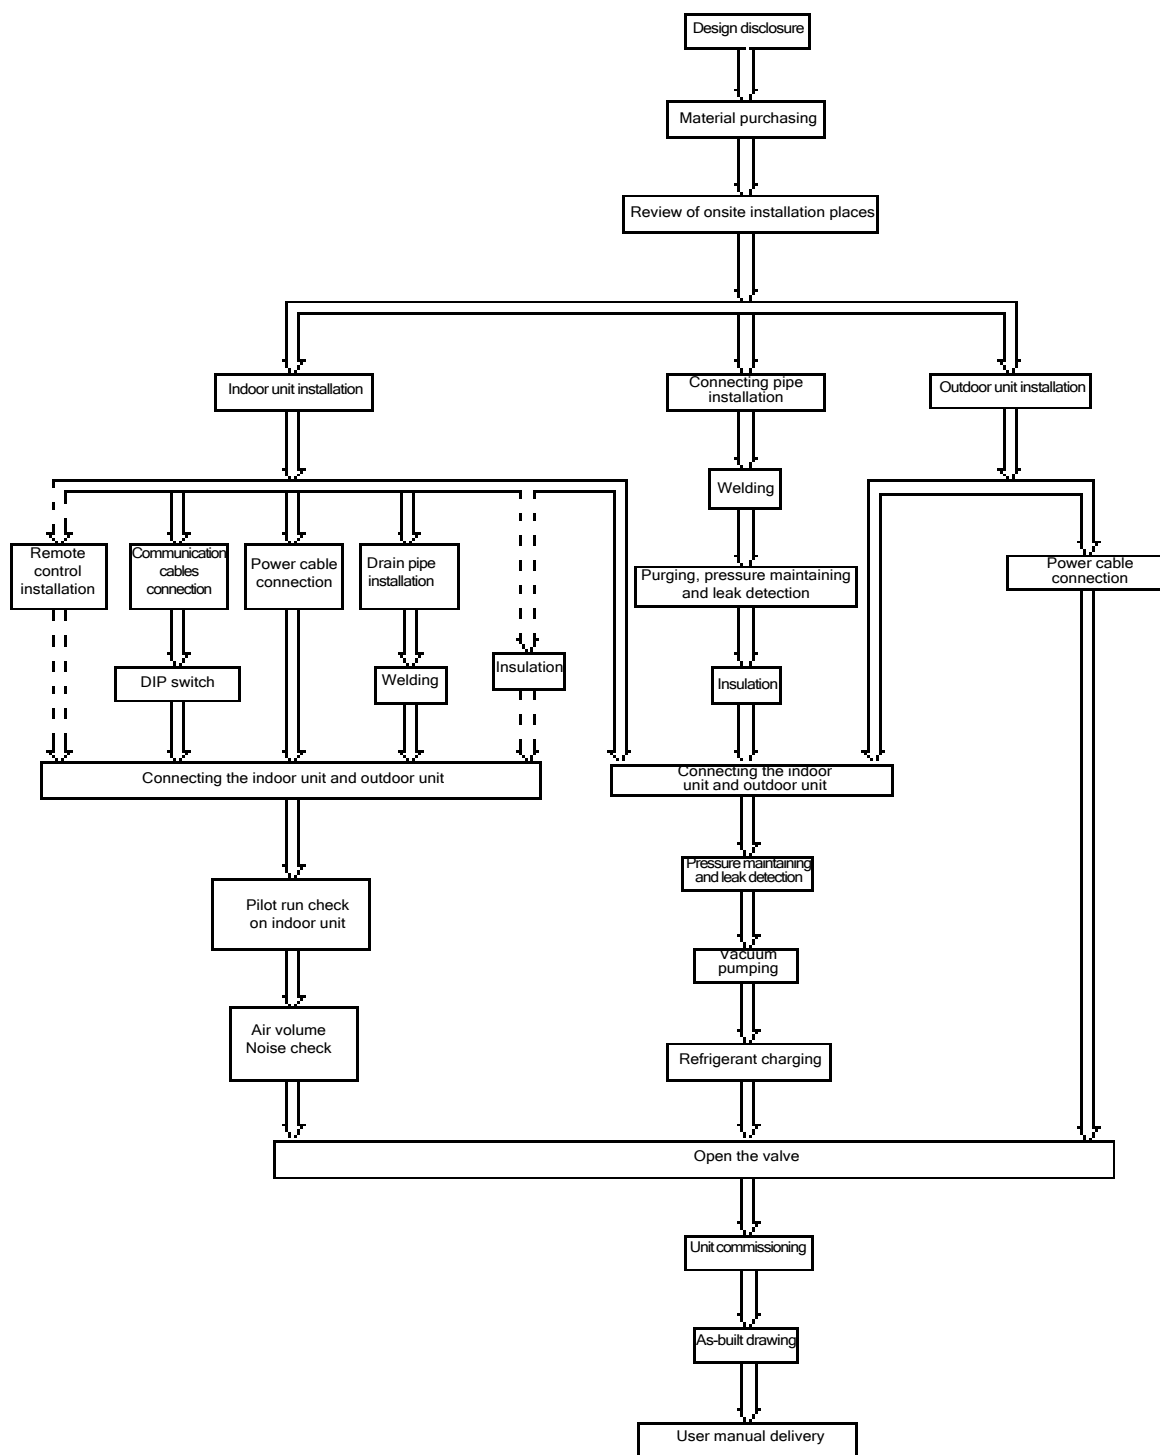 Design disclosure
Material purchasing
Review of onsite installation places
Indoor unit installation
Connecting pipe
installation
Outdoor unit installation
Welding
Remote
control
installation
Communication
cables
connection
Power cable
connection
Drain pipe
installation
Purging, pressure maintaining
and leak detection
Power cable
connection
DIP switch
Welding
Insulation
Insulation
Connecting the indoor unit and outdoor unit
Connecting the indoor
unit and outdoor unit
Pressure maintaining
and leak detection
Pilot run check
on indoor unit
Vacuum
pumping
Air volume
Noise check
Refrigerant charging
Open the valve
Unit commissioning
As-built drawing
User manual delivery